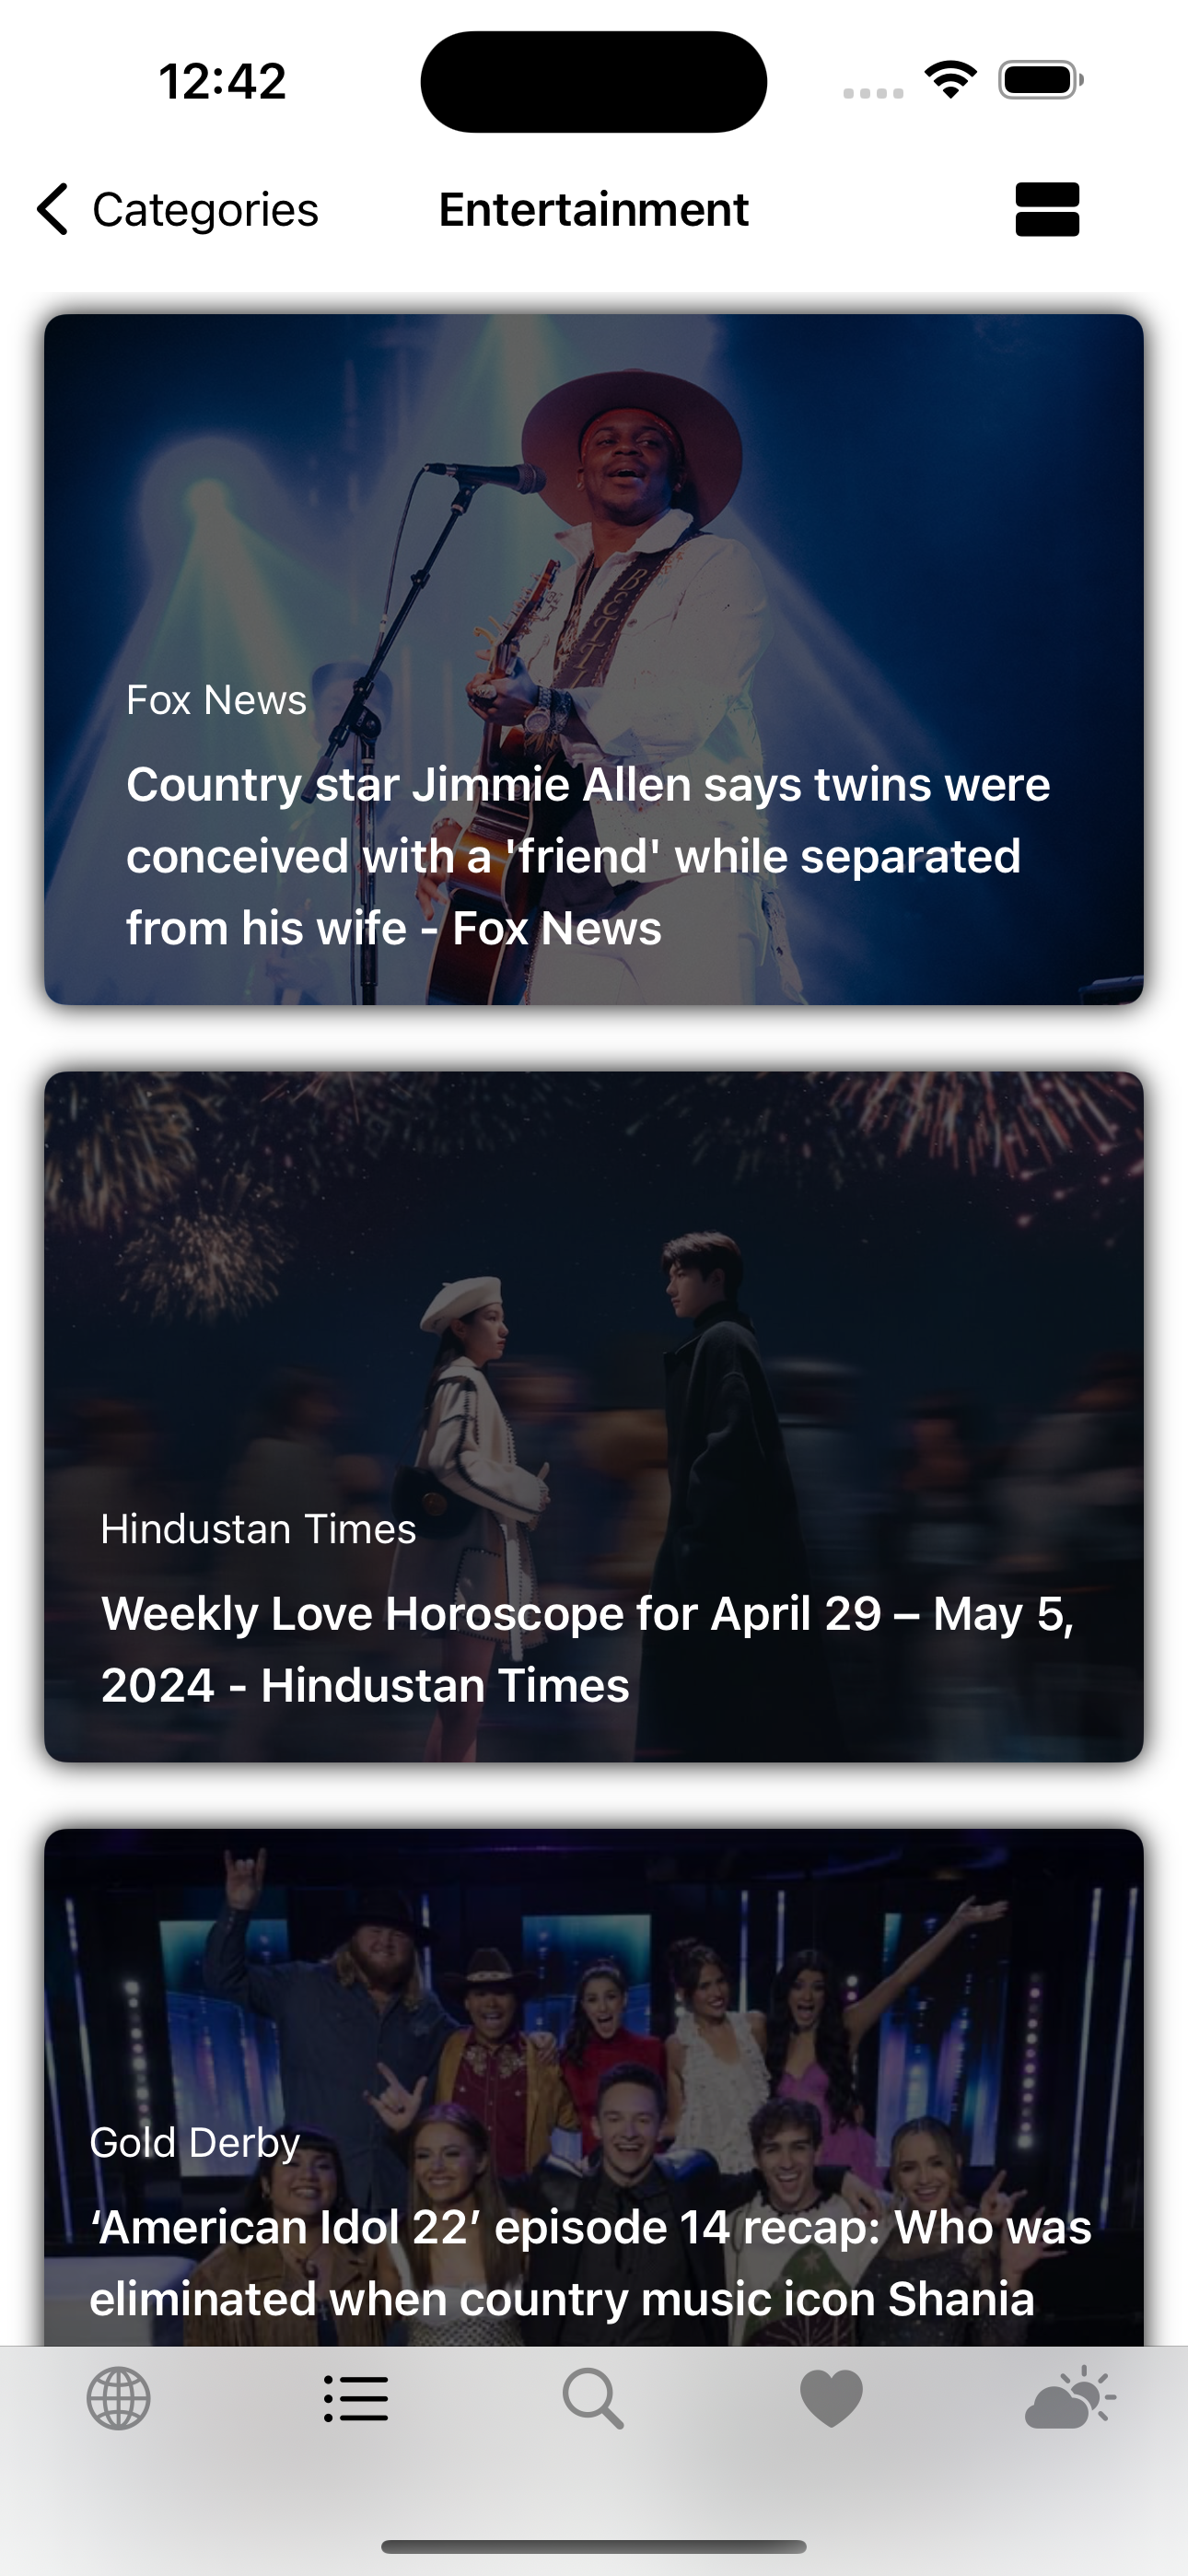 12:42
Categories
Entertainment
Fox News
Country star Jimmie Allen says twins were
conceived with a 'friend' while separated
from his wife - Fox News
Hindustan Times
Weekly Love Horoscope for April 29 – May 5,
2024 - Hindustan Times
Gold Derby
‘American Idol 22’ episode 14 recap: Who was
eliminated when country music icon Shania